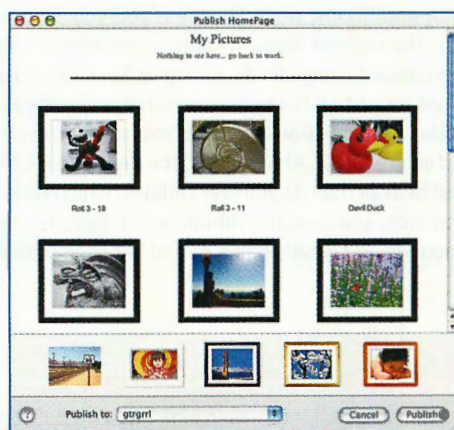 Publish HomePage
My Pictures
Nothing to see here... go back to work.
Roll 3 - 18
Roll 3 - 11
Devil Duck
Publish to: gtrgrrl
Cancel
Publish